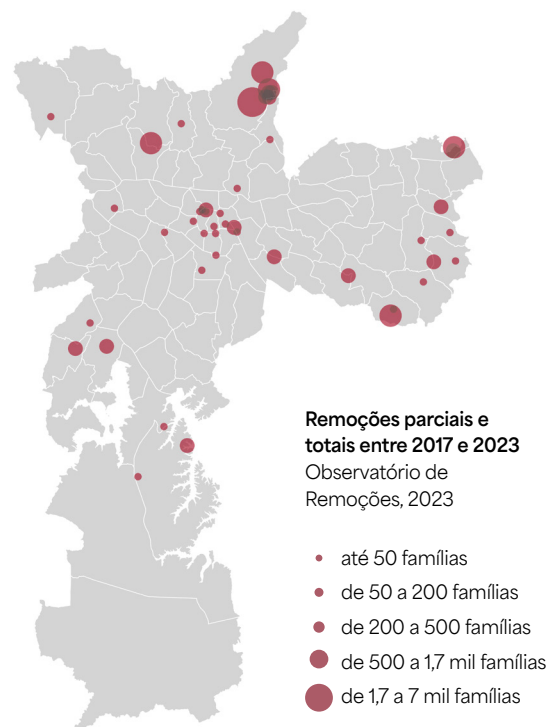 Remoções parciais e
totais entre 2017 e 2023
Observatório de
Remoções, 2023
até 50 famílias
de 50 a 200 famílias
de 200 a 500 famílias
de 500 a 1,7 mil famílias
de 1,7 a 7 mil famílias